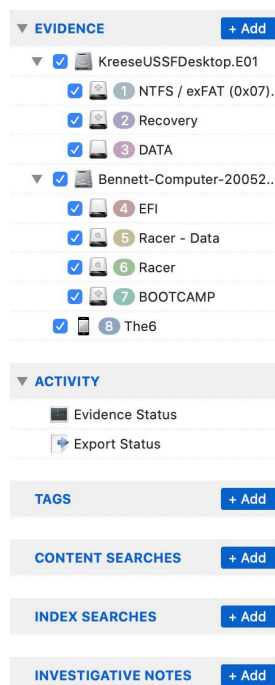 EVIDENCE + Add
KreeseUSSFDesktop.E01
1 NTFS / exFAT (0x07).
2 Recovery
3 DATA
Bennett-Computer-20052..
4 EFI
5 Racer - Data
6 Racer
7 BOOTCAMP
8 The6
ACTIVITY
Evidence Status
Export Status
TAGS + Add
CONTENT SEARCHES + Add
INDEX SEARCHES + Add
INVESTIGATIVE NOTES + Add